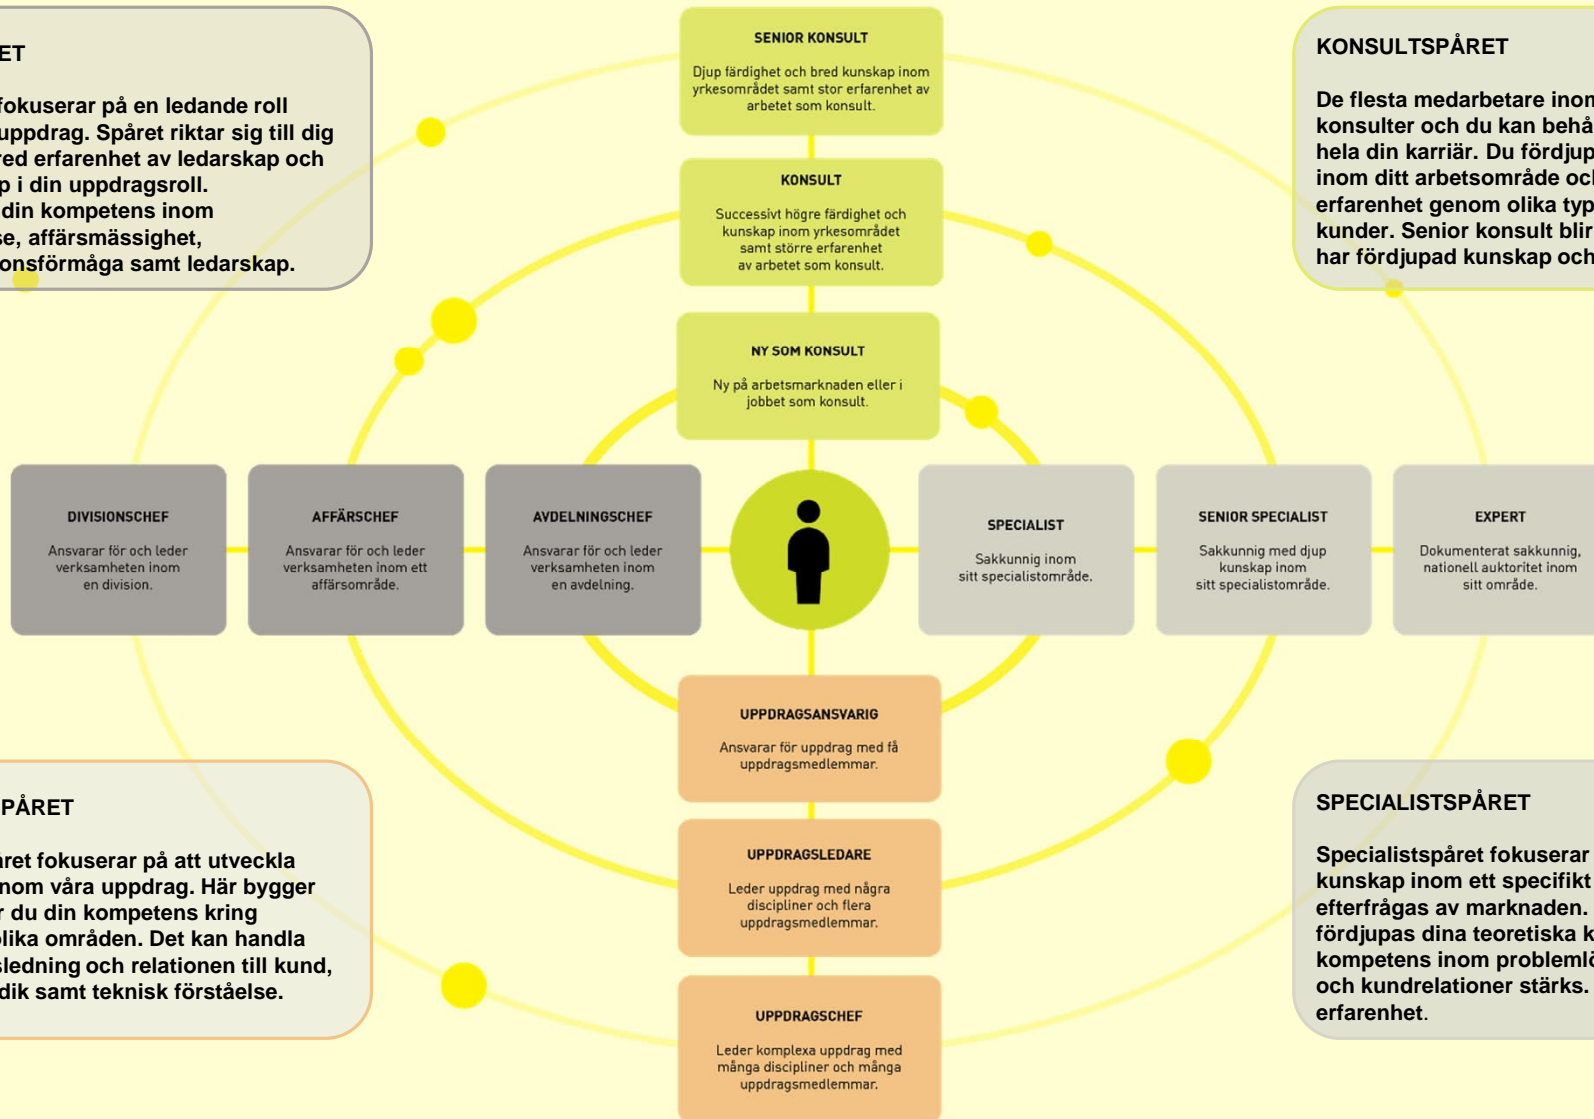 ET
fokuserar på en ledande roll
uppdrag. Spåret riktar sig till dig
red erfarenhet av ledarskap och
p i din uppdragsroll.
din kompetens inom
se, affärsmässighet,
onsförmåga samt ledarskap.
SENIOR KONSULT
Djup färdighet och bred kunskap inom
yrkesområdet samt stor erfarenhet av
arbetet som konsult.
KONSULT
Successivt högre färdighet och
kunskap inom yrkesområdet
samt större erfarenhet
av arbetet som konsult.
NY SOM KONSULT
Ny på arbetsmarknaden eller i
jobbet som konsult.
KONSULTSPÅRET
De flesta medarbetare inom
konsulter och du kan behå
hela din karriär. Du fördjup
inom ditt arbetsområde och
erfarenhet genom olika typ
kunder. Senior konsult blir
har fördjupad kunskap och
DIVISIONSCHEF
Ansvarar för och leder
verksamheten inom
en division.
AFFÄRSCHEF
Ansvarar för och leder
verksamheten inom ett
affärsområde.
AVDELNINGSCHEF
Ansvarar för och leder
verksamheten inom
en avdelning.
SPECIALIST
Sakkunnig inom
sitt specialistområde.
SENIOR SPECIALIST
Sakkunnig med djup
kunskap inom
sitt specialistområde.
EXPERT
Dokumenterat sakkunnig,
nationell auktoritet inom
sitt område.
PÅRET
ret fokuserar på att utveckla
nom våra uppdrag. Här bygger
r du din kompetens kring
olika områden. Det kan handla
sledning och relationen till kund,
dik samt teknisk förståelse.
UPPDRAGSANSVARIG
Ansvarar för uppdrag med få
uppdragsmedlemmar.
UPPDRAGSLEDARE
Leder uppdrag med några
discipliner och flera
uppdragsmedlemmar.
UPPDRAGSCHEF
Leder komplexa uppdrag med
många discipliner och många
uppdragsmedlemmar.
SPECIALISTSPÅRET
Specialistspåret fokuserar
kunskap inom ett specifikt
efterfrågas av marknaden.
fördjupas dina teoretiska k
kompetens inom problemlö
och kundrelationer stärks.
erfarenhet.